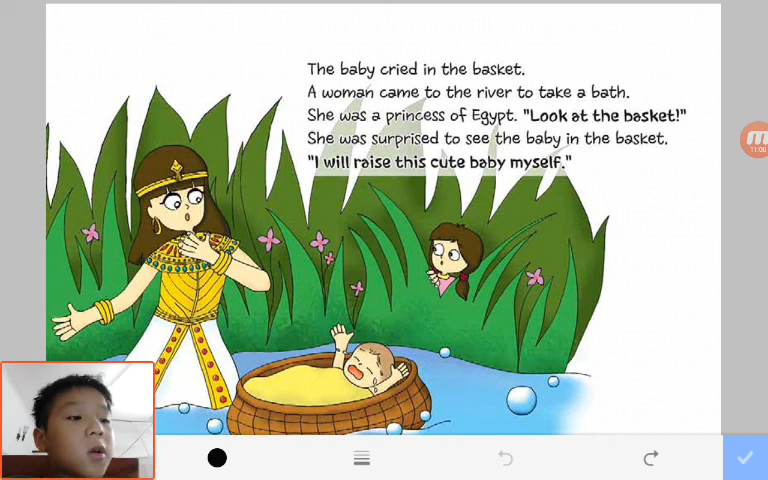 The baby cried in the basket.
A woman came to the river to take a bath.
She was a princess of Egypt. "Look at the basket!"
She was surprised to see the baby in the basket.
"I will raise this cute baby myself."
M
11:00